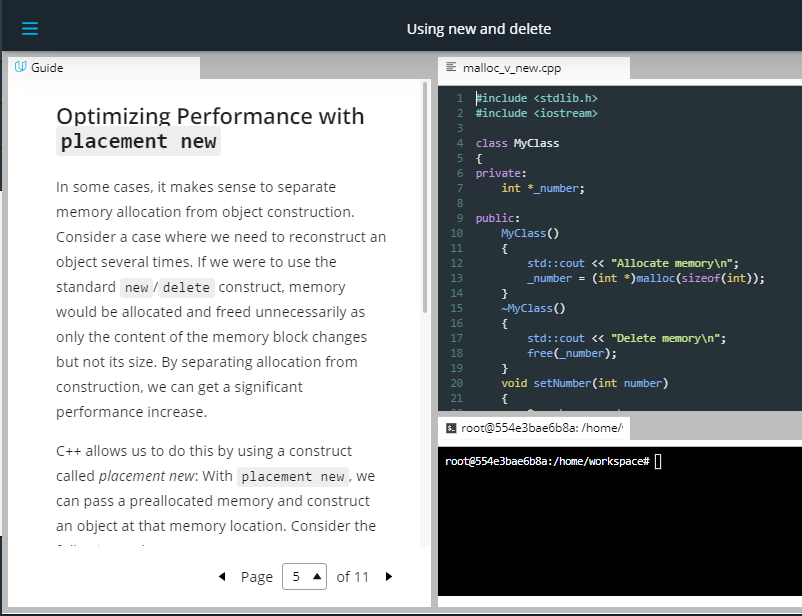 Using new and delete
Guide
Optimizing Performance with
placement new
In some cases, it makes sense to separate
memory allocation from object construction.
Consider a case where we need to reconstruct an
object several times. If we were to use the
standard new / delete construct, memory
would be allocated and freed unnecessarily as
only the content of the memory block changes
but not its size. By separating allocation from
construction, we can get a significant
performance increase.
C++ allows us to do this by using a construct
called placement new: With placement new, we
can pass a preallocated memory and construct
an object at that memory location. Consider the
Page 5 of 11
malloc_v_new.cpp
1 #include <stdlib.h>
2 #include <iostream>
3
4 class MyClass
5 {
6 private:
7     int *_number;
8
9 public:
10     MyClass()
11     {
12         std::cout << "Allocate memory\n";
13         _number = (int *)malloc(sizeof(int));
14     }
15     ~MyClass()
16     {
17         std::cout << "Delete memory\n";
18         free(_number);
19     }
20     void setNumber(int number)
21     {
root@554e3bae6b8a: /home/
root@554e3bae6b8a:/home/workspace#